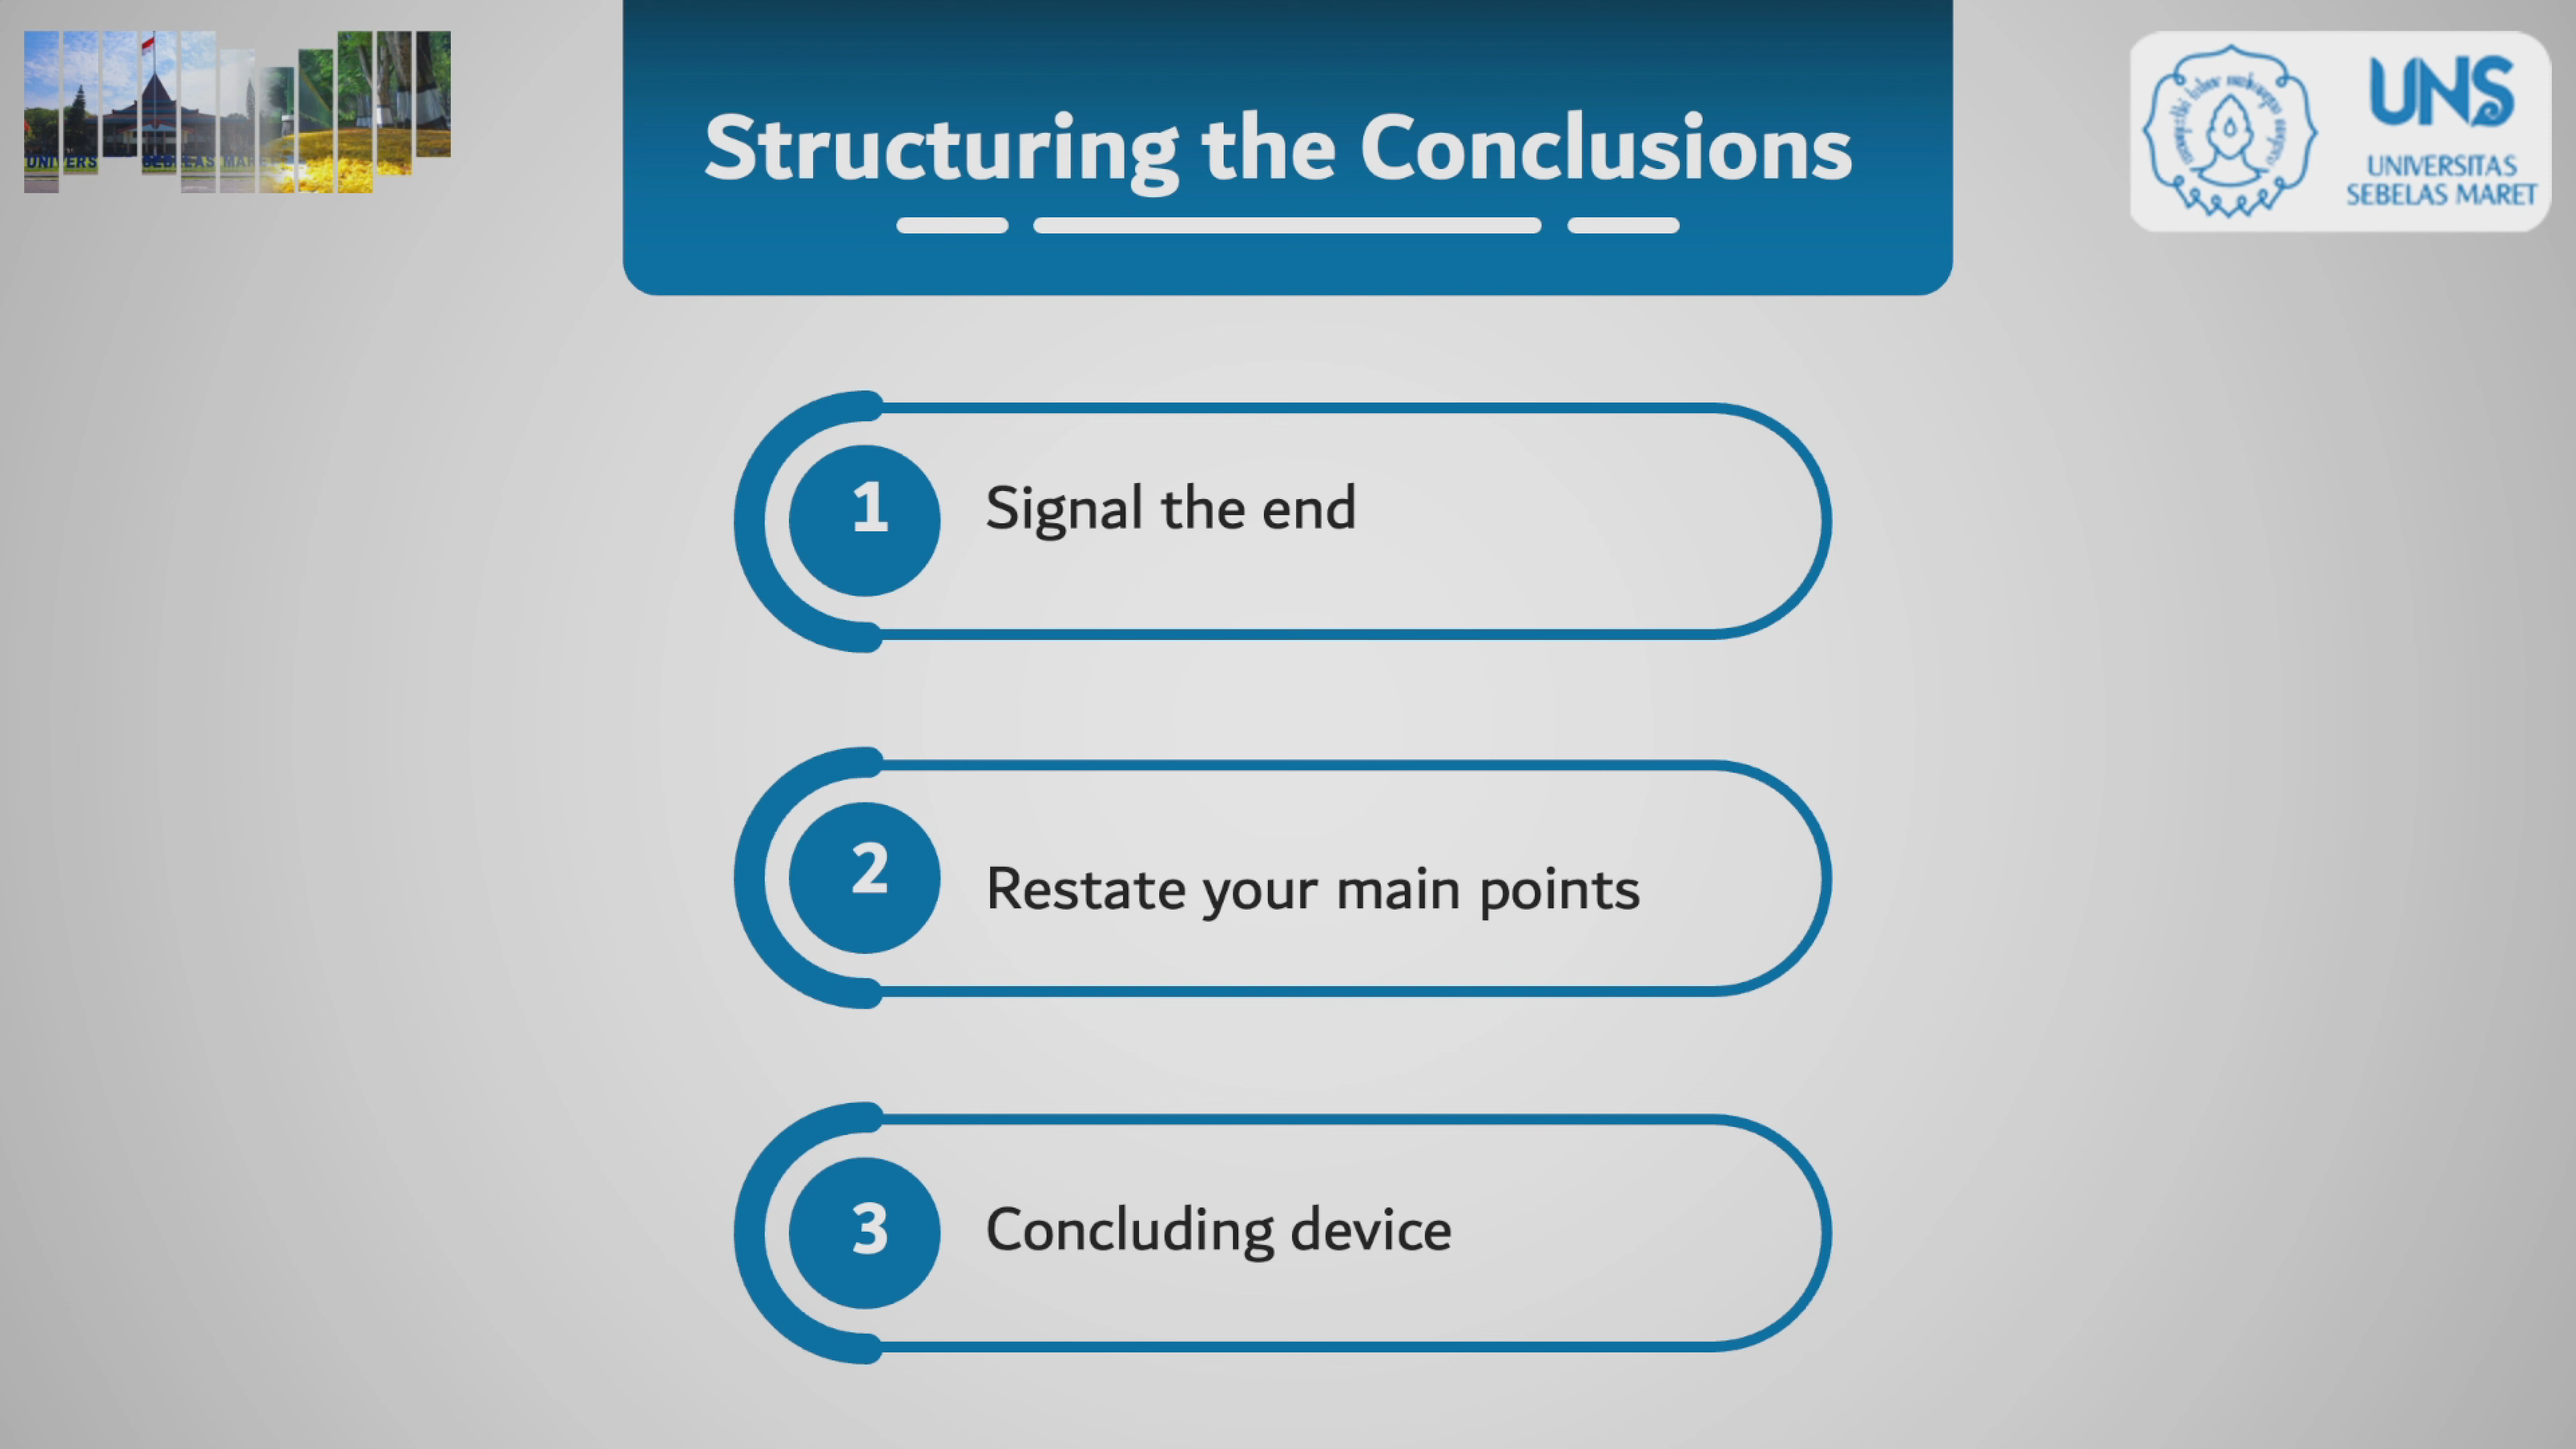 Structuring the Conclusions
UNS
UNIVERSITAS
SEBELAS MARET
1
Signal the end
2
Restate your main points
3
Concluding device